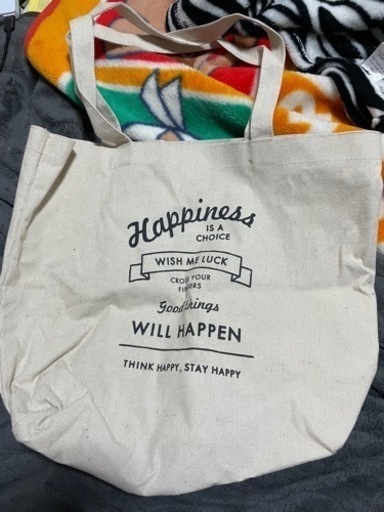 Happiness
IS A
CHOICE
WISH ME LUCK
CROSS YOUR
FINGERS
Good things
WILL HAPPEN
THINK HAPPY, STAY HAPPY